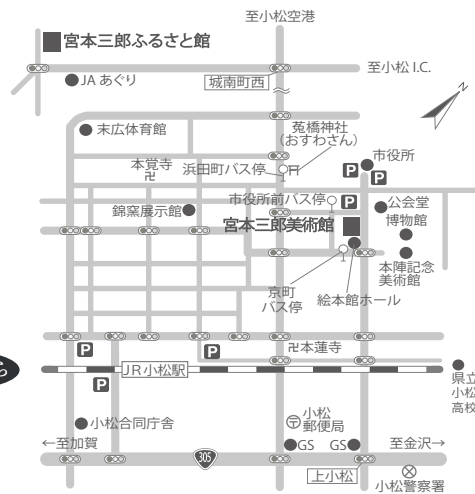 至小松空港
宮本三郎ふるさと館
至小松 I.C.
JA あぐり
城南町西
Z
菟橋神社
(おすわさん)
末広体育館
市役所
本覚寺
浜田町バス停
P
P
市役所前バス停
P
公会堂
錦窯展示館
博物館
宮本三郎美術館
本陣記念
美術館
京町
バス停
絵本館ホール
P
P
本蓮寺
JR小松駅
P
県立
小松
高校
小松合同庁舎
小松
郵便局
←至加賀
GS
GS
至金沢→
305
上小松
小松警察署